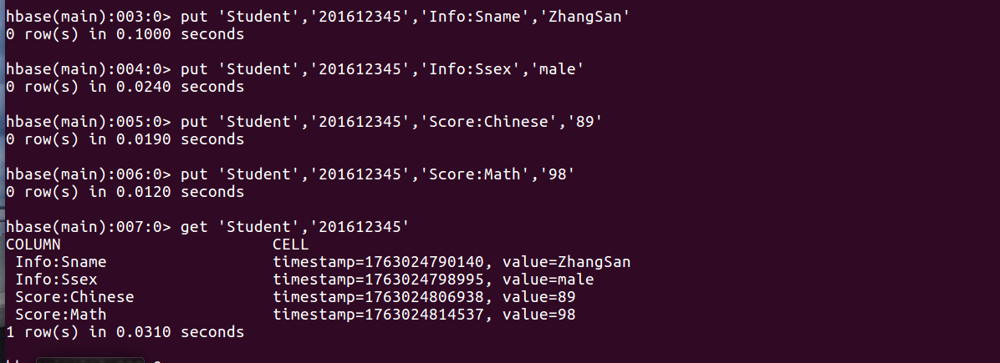 hbase(main):003:0> put 'Student','201612345','Info:Sname','ZhangSan'
0 row(s) in 0.1000 seconds
hbase(main):004:0> put 'Student','201612345','Info:Ssex','male'
0 row(s) in 0.0240 seconds
hbase(main):005:0> put 'Student','201612345','Score:Chinese','89'
0 row(s) in 0.0190 seconds
hbase(main):006:0> put 'Student','201612345','Score:Math','98'
0 row(s) in 0.0120 seconds
hbase(main):007:0> get 'Student','201612345'
COLUMN CELL
Info:Sname timestamp=1763024790140, value=ZhangSan
Info:Ssex timestamp=1763024798995, value=male
Score:Chinese timestamp=1763024806938, value=89
Score:Math timestamp=1763024814537, value=98
1 row(s) in 0.0310 seconds